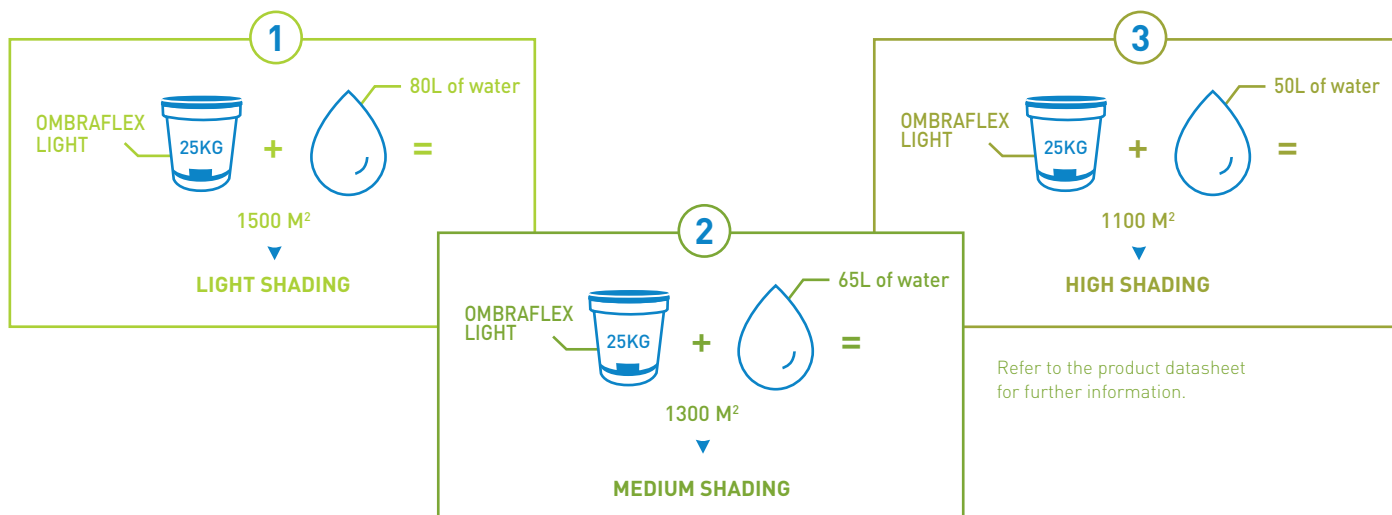 1
80L of water
OMBRAFLEX
LIGHT
25KG
+
=
1500 M²
LIGHT SHADING
2
65L of water
OMBRAFLEX
LIGHT
25KG
+
=
1300 M²
MEDIUM SHADING
3
50L of water
OMBRAFLEX
LIGHT
25KG
+
=
1100 M²
HIGH SHADING
Refer to the product datasheet
for further information.